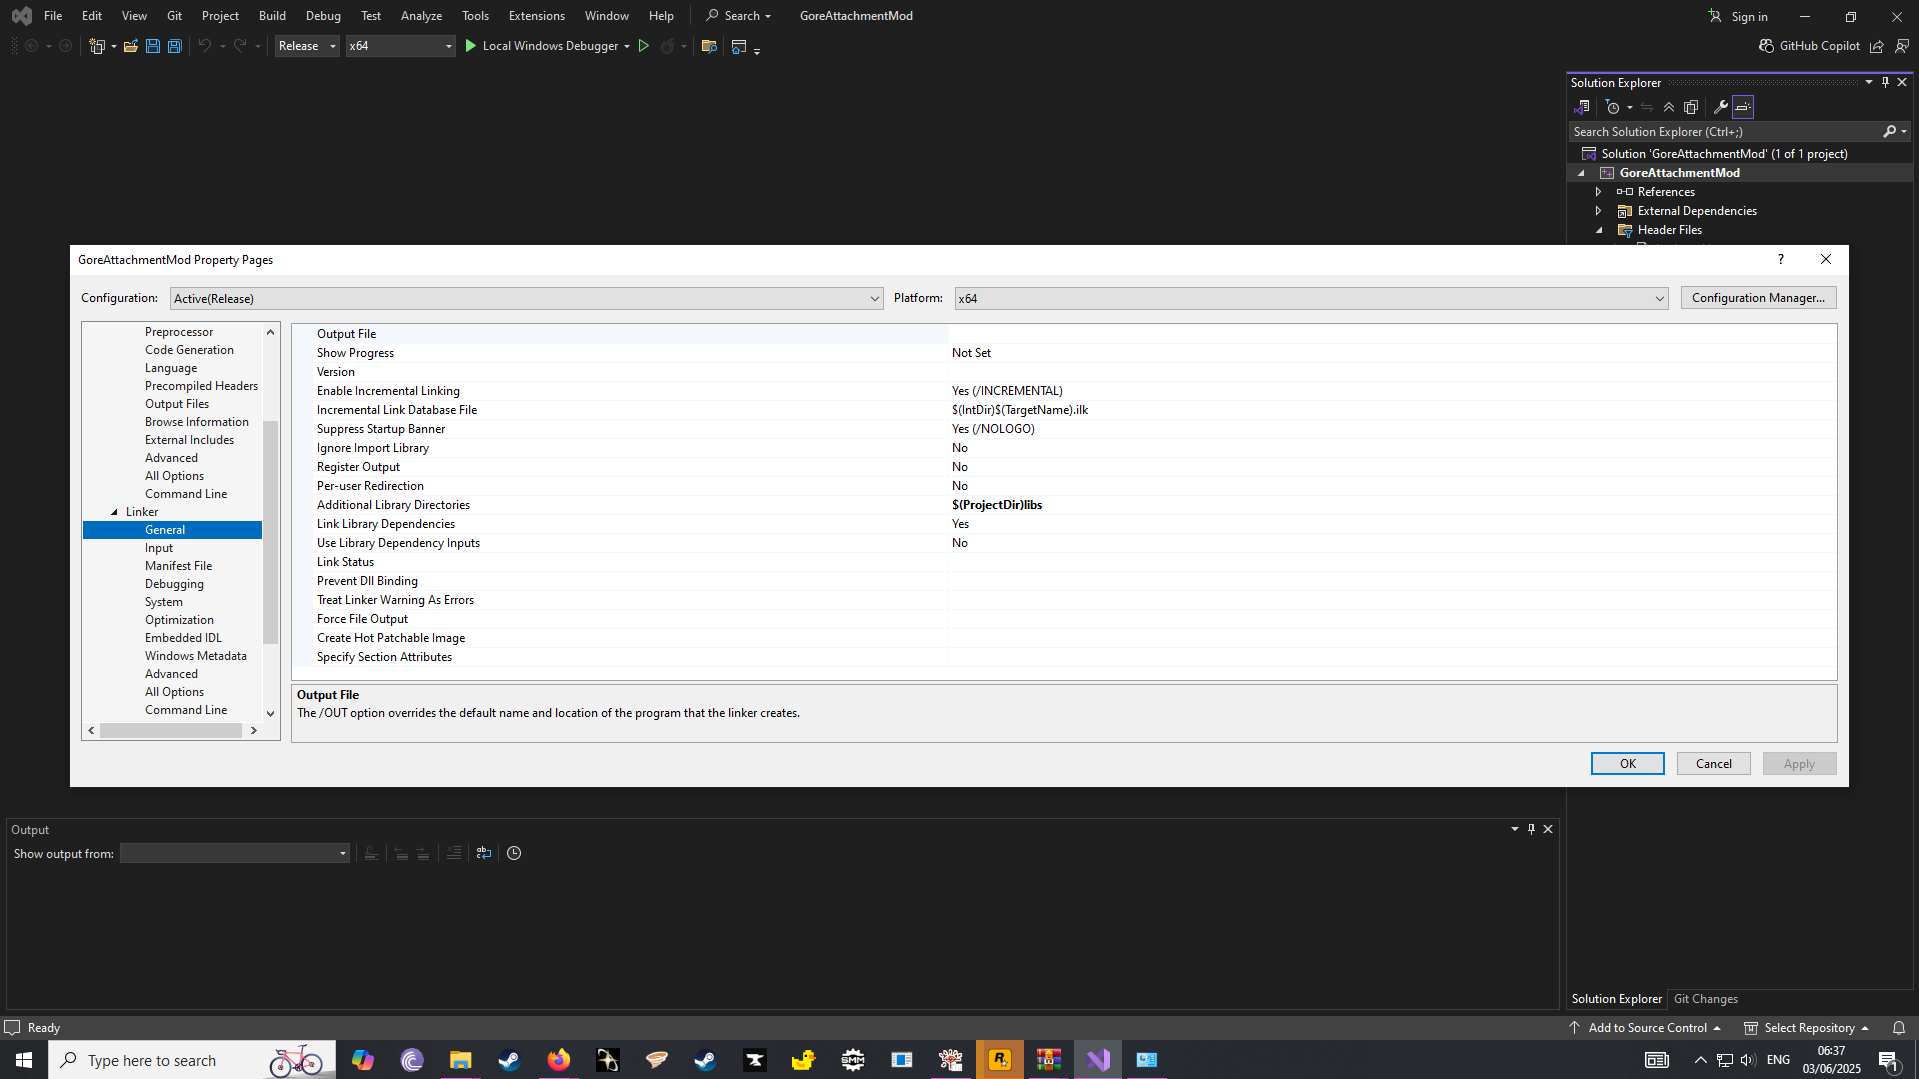 File Edit View Git Project Build Debug Test Analyze Tools Extensions Window Help Search GoreAttachmentMod Sign in
Release x64 Local Windows Debugger GitHub Copilot
Solution Explorer
Search Solution Explorer (Ctrl+;)
Solution 'GoreAttachmentMod' (1 of 1 project)
GoreAttachmentMod
References
External Dependencies
Header Files
GoreAttachmentMod Property Pages ?
Configuration: Active(Release) Platform: x64 Configuration Manager...
Preprocessor
Code Generation
Language
Precompiled Headers
Output Files
Browse Information
External Includes
Advanced
All Options
Command Line
Linker
General
Input
Manifest File
Debugging
System
Optimization
Embedded IDL
Windows Metadata
Advanced
All Options
Command Line
Output File
Show Progress Not Set
Version
Enable Incremental Linking Yes (/INCREMENTAL)
Incremental Link Database File $(IntDir)$(TargetName).ilk
Suppress Startup Banner Yes (/NOLOGO)
Ignore Import Library No
Register Output No
Per-user Redirection No
Additional Library Directories $(ProjectDir)libs
Link Library Dependencies Yes
Use Library Dependency Inputs No
Link Status
Prevent Dll Binding
Treat Linker Warning As Errors
Force File Output
Create Hot Patchable Image
Specify Section Attributes
Output File
The /OUT option overrides the default name and location of the program that the linker creates.
OK Cancel Apply
Output
Show output from:
Solution Explorer Git Changes
Ready Add to Source Control Select Repository
Type here to search SMM R ENG 06:37
03/06/2025 1